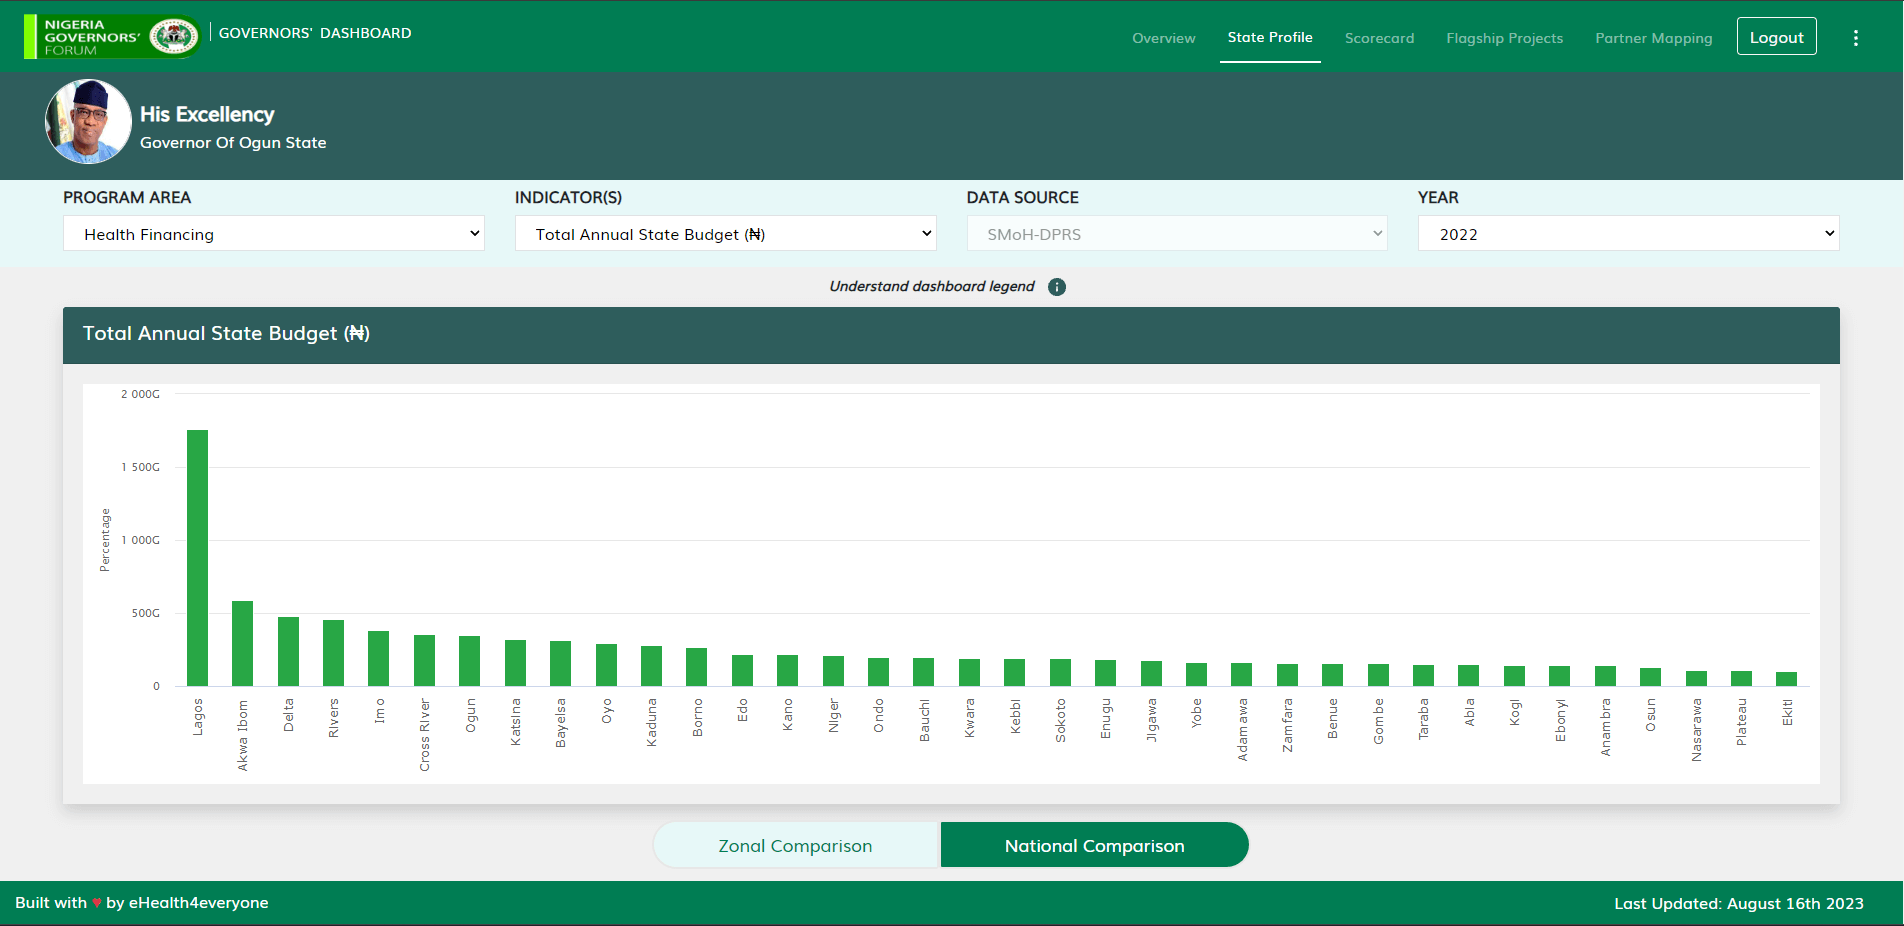 NIGERIA
GOVERNORS'
FORUM
GOVERNORS' DASHBOARD
Overview
State Profile
Scorecard
Flagship Projects
Partner Mapping
Logout
His Excellency
Governor Of Ogun State
PROGRAM AREA
INDICATOR(S)
DATA SOURCE
YEAR
Health Financing
Total Annual State Budget (₦)
SMoH-DPRS
2022
Understand dashboard legend
Total Annual State Budget (₦)
2 000G
1 500G
1 000G
500G
0
Percentage
Lagos
Akwa Ibom
Delta
Rivers
Imo
Cross River
Ogun
Katsina
Bayelsa
Oyo
Kaduna
Borno
Edo
Kano
Niger
Ondo
Bauchi
Kwara
Kebbi
Sokoto
Enugu
Jigawa
Yobe
Adamawa
Zamfara
Benue
Gombe
Taraba
Abia
Kogi
Ebonyi
Anambra
Osun
Nasarawa
Plateau
Ekiti
Zonal Comparison
National Comparison
Built with ♥ by eHealth4everyone
Last Updated: August 16th 2023